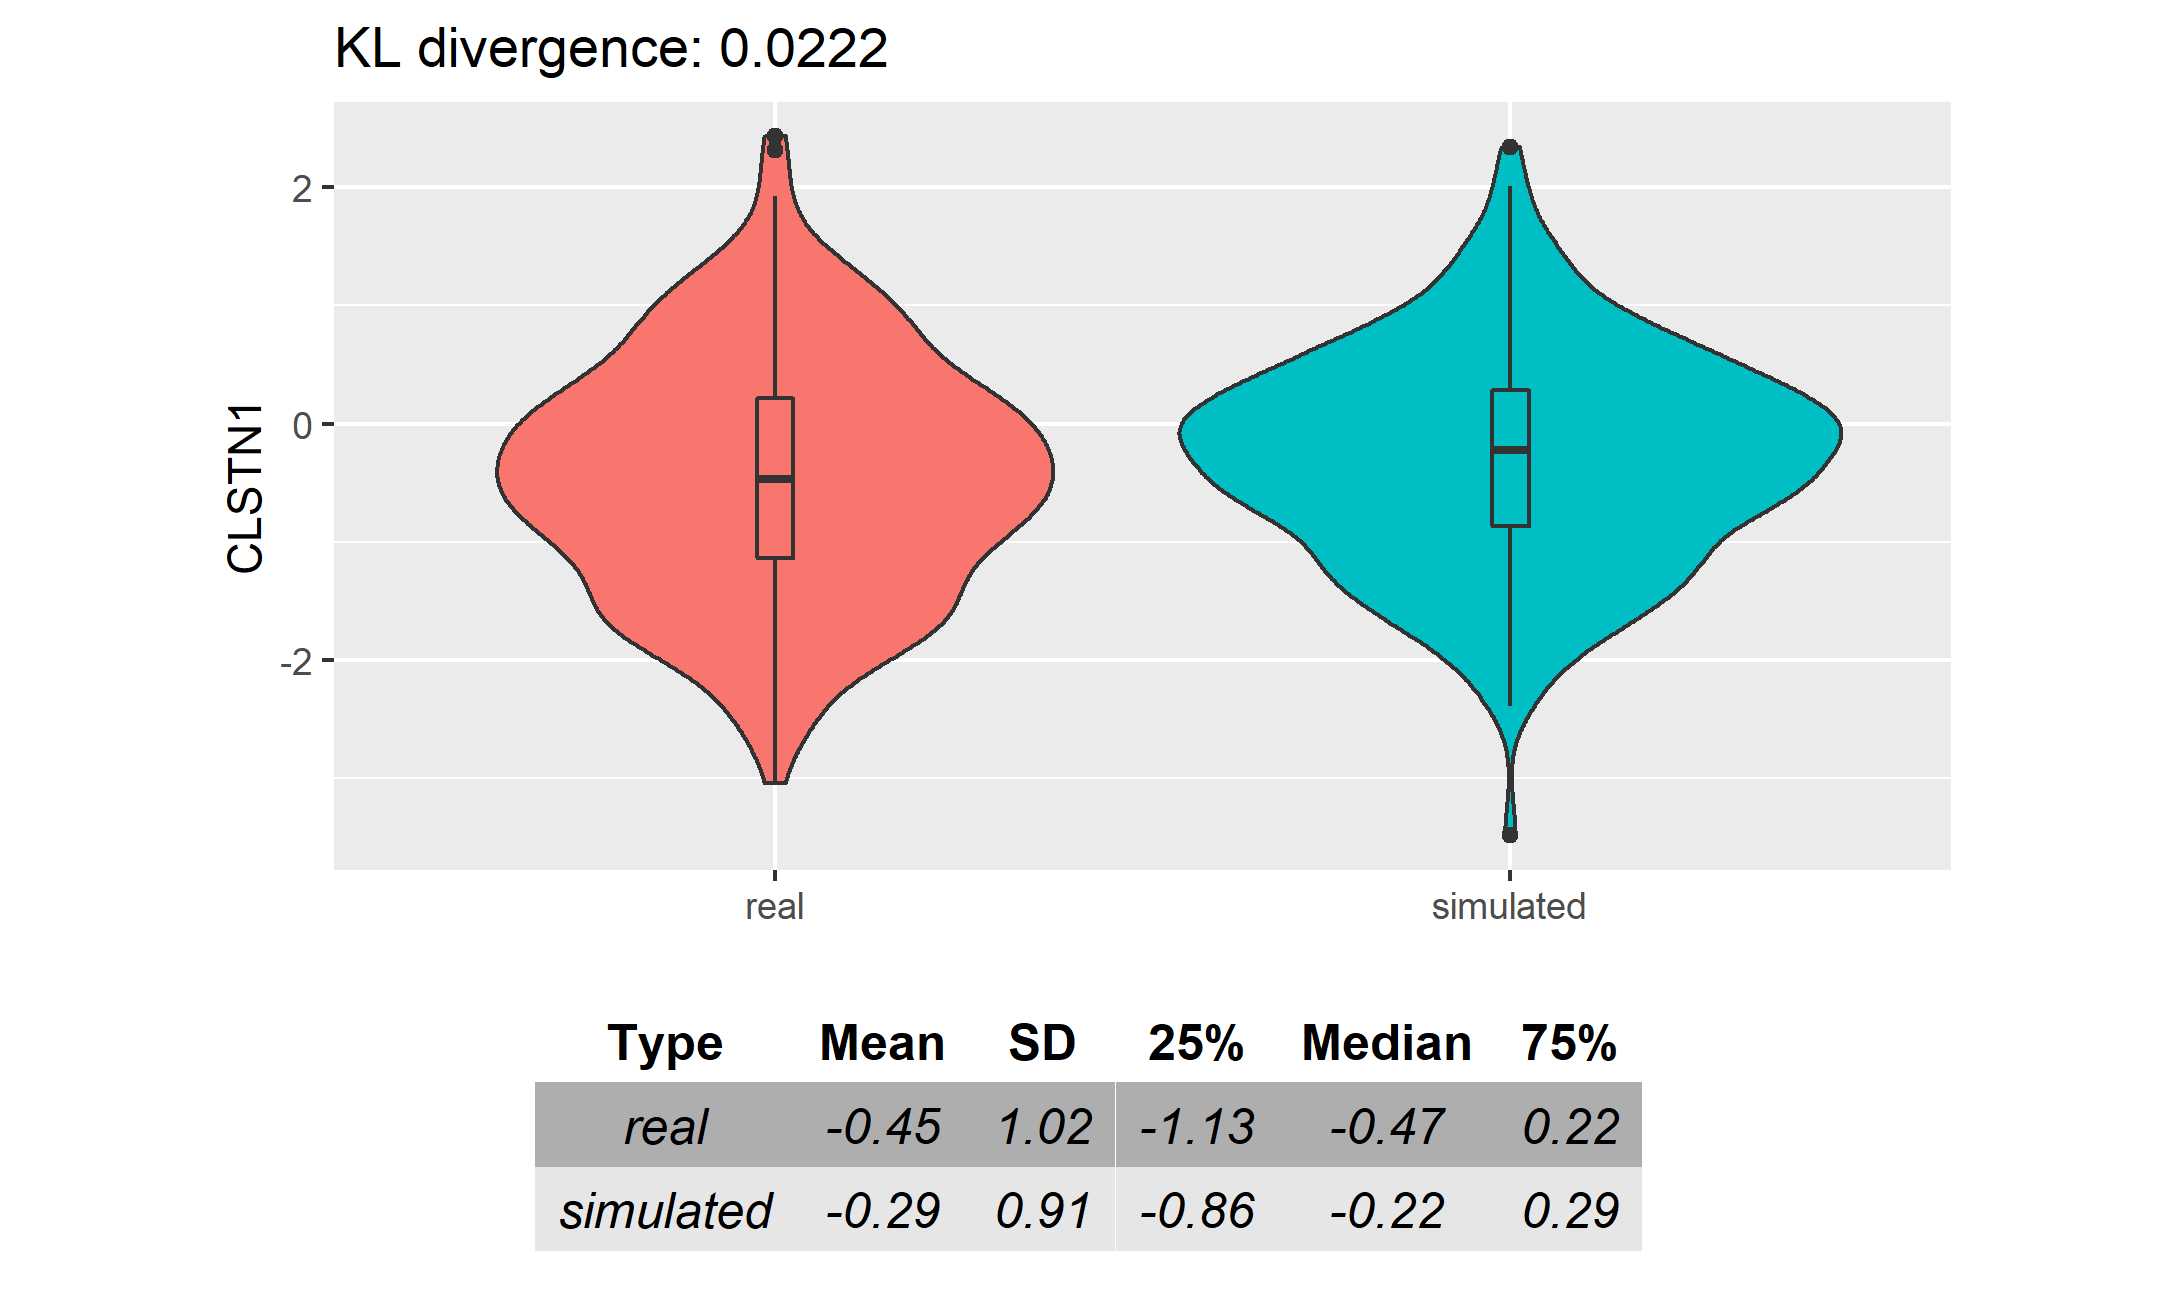 KL divergence: 0.0222
CLSTN1
2
0
-2
real simulated
Type Mean SD 25% Median 75%
real -0.45 1.02 -1.13 -0.47 0.22
simulated -0.29 0.91 -0.86 -0.22 0.29